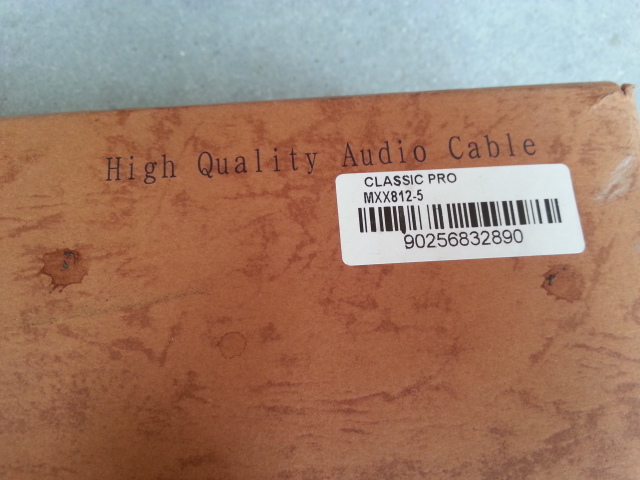 High Quality Audio Cable
CLASSIC PRO
MXX812-5
90256832890